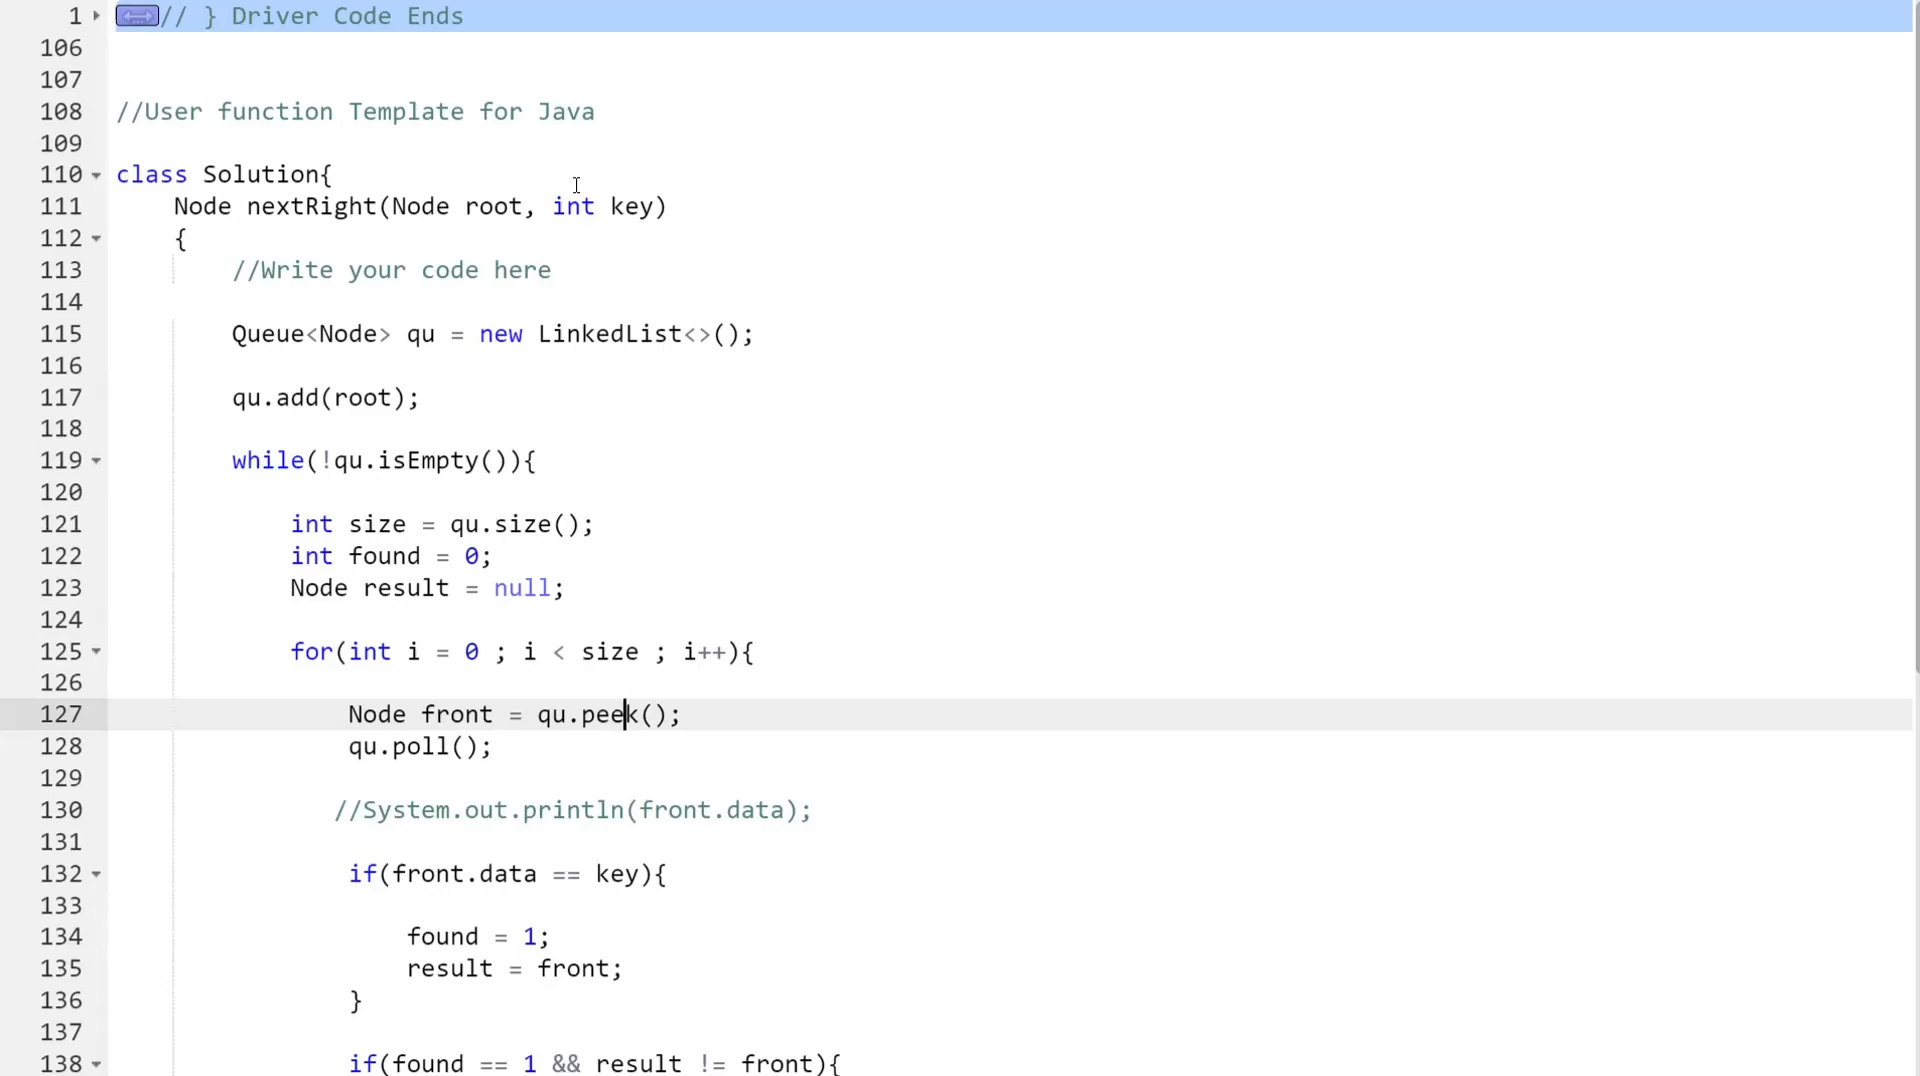 1 // } Driver Code Ends
106
107
108 //User function Template for Java
109
110 class Solution{
111 Node nextRight(Node root, int key)
112 {
113 //Write your code here
114
115 Queue<Node> qu = new LinkedList<>();
116
117 qu.add(root);
118
119 while(!qu.isEmpty()){
120
121 int size = qu.size();
122 int found = 0;
123 Node result = null;
124
125 for(int i = 0 ; i < size ; i++){
126
127 Node front = qu.peek();
128 qu.poll();
129
130 //System.out.println(front.data);
131
132 if(front.data == key){
133
134 found = 1;
135 result = front;
136 }
137
138 if(found == 1 && result != front){